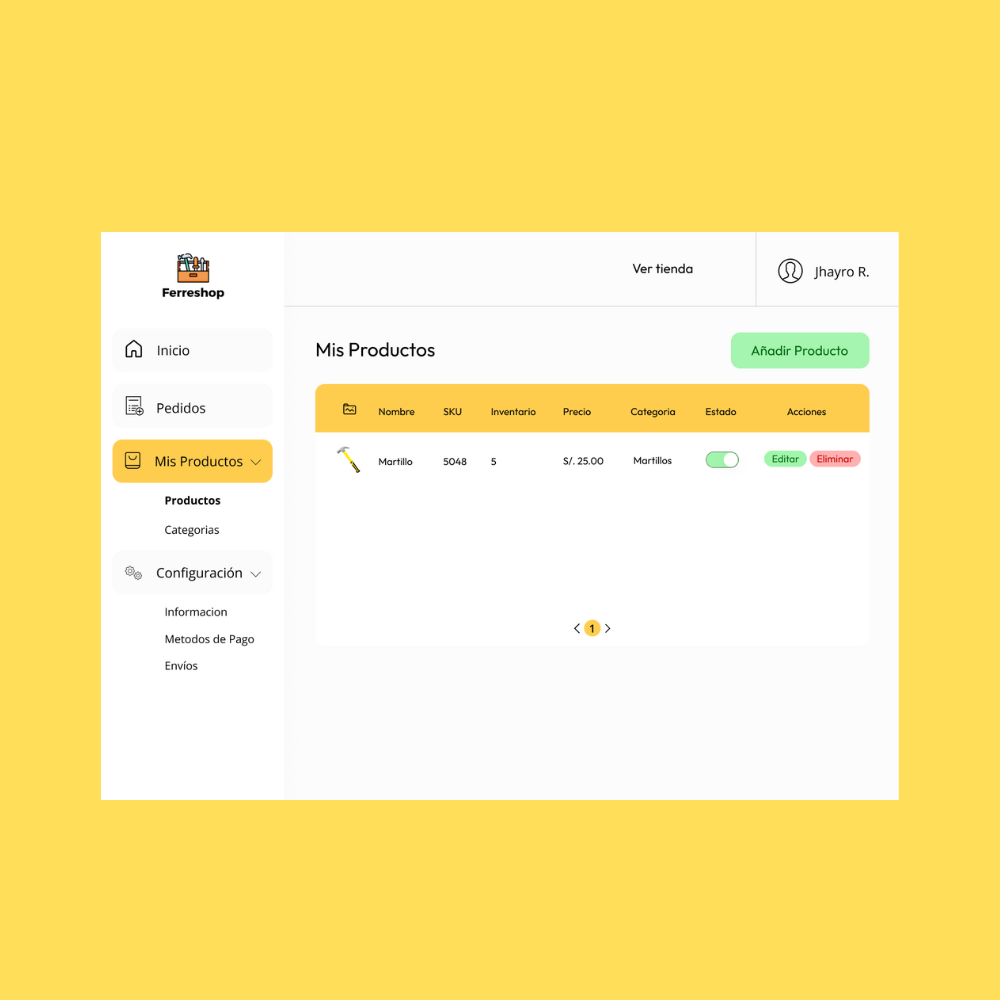 Ferreshop
Ver tienda
Jhayro R.
Inicio
Pedidos
Mis Productos
Productos
Categorias
Configuración
Informacion
Metodos de Pago
Envíos
Mis Productos
Añadir Producto
Nombre SKU Inventario Precio Categoria Estado Acciones
Martillo 5048 5 S/. 25.00 Martillos Editar Eliminar
1